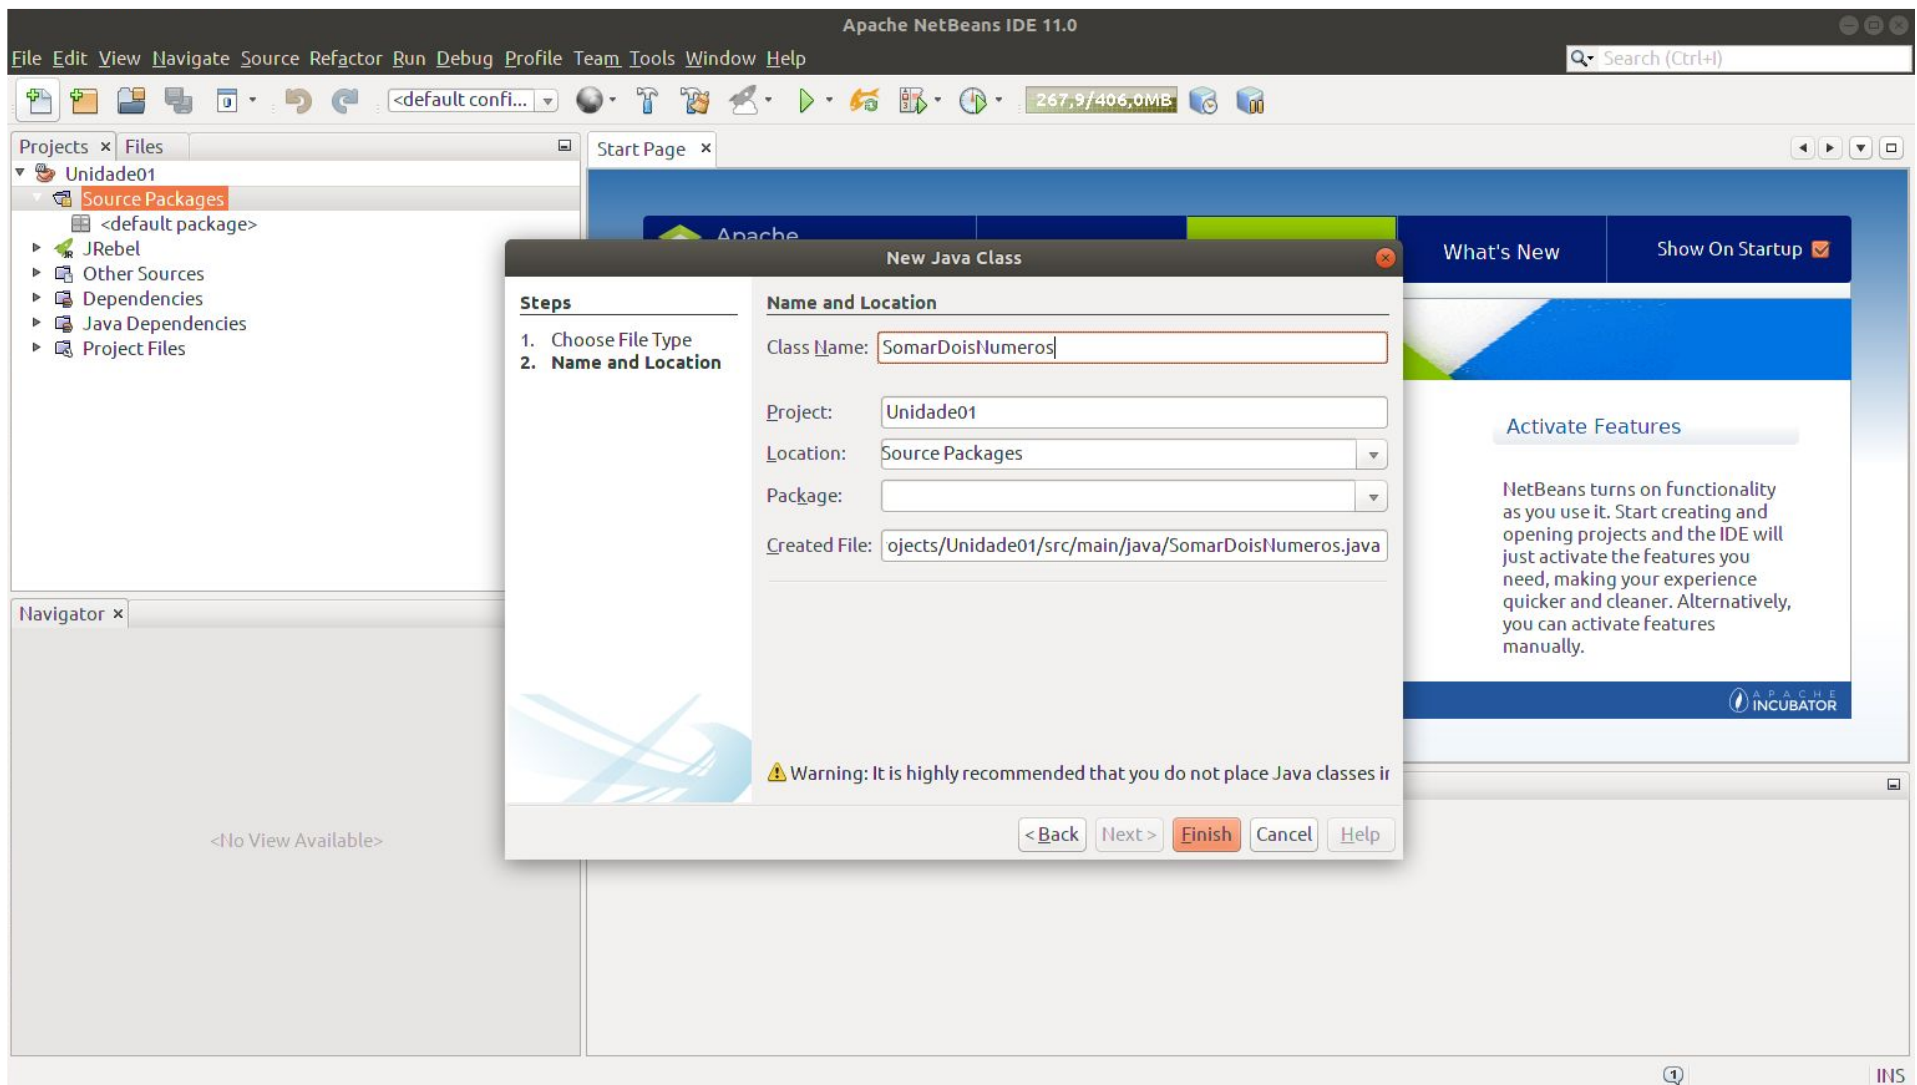 Apache NetBeans IDE 11.0
File Edit View Navigate Source Refactor Run Debug Profile Team Tools Window Help
Search (Ctrl+I)
<default confi...
267,9/406,0MB
Projects × Files
Start Page ×
Unidade01
Source Packages
<default package>
JRebel
Other Sources
Dependencies
Java Dependencies
Project Files
Apache
What's New
Show On Startup
New Java Class
Steps
1. Choose File Type
2. Name and Location
Name and Location
Class Name: SomarDoisNumeros
Project: Unidade01
Location: Source Packages
Package:
Created File: ojects/Unidade01/src/main/java/SomarDoisNumeros.java
Warning: It is highly recommended that you do not place Java classes in
< Back Next > Finish Cancel Help
Activate Features
NetBeans turns on functionality
as you use it. Start creating and
opening projects and the IDE will
just activate the features you
need, making your experience
quicker and cleaner. Alternatively,
you can activate features
manually.
APACHE
INCUBATOR
Navigator ×
<No View Available>
1
INS